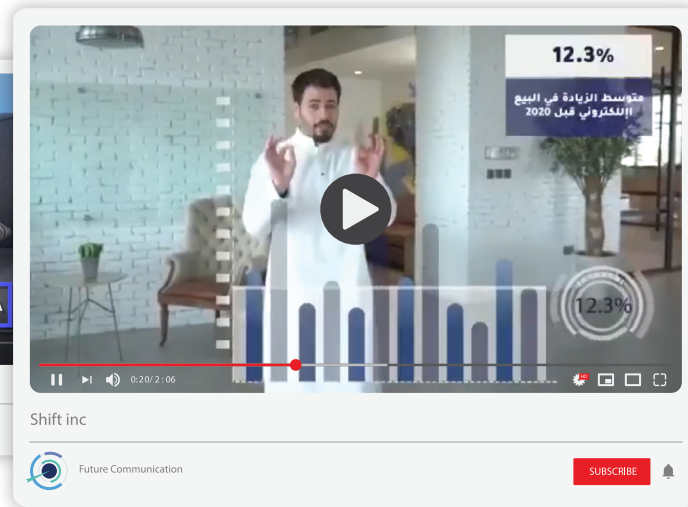 12.3%
متوسط الزيادة في البيع
الإلكتروني قبل 2020
12.3%
0:20/2:06
HD
Shift inc
Future Communication
SUBSCRIBE